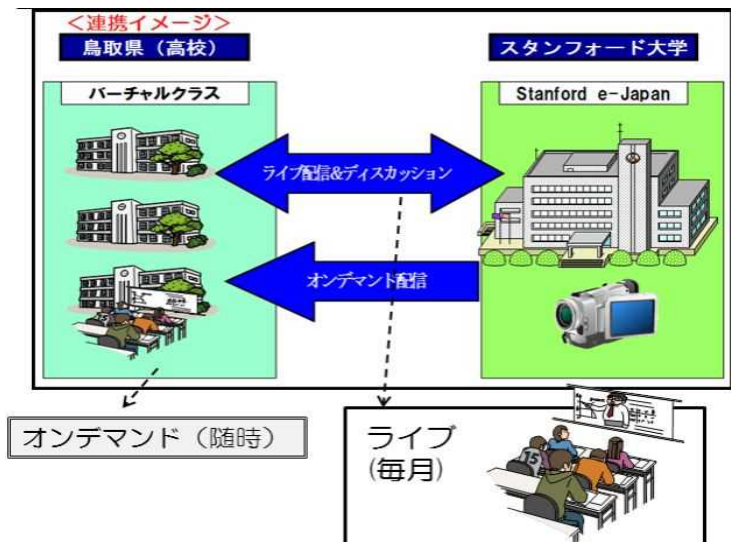 <連携イメージ>
鳥取県（高校）
スタンフォード大学
バーチャルクラス
Stanford e-Japan
ライブ配信&ディスカッション
オンデマント配信
オンデマンド（随時）
ライブ
(毎月)
15